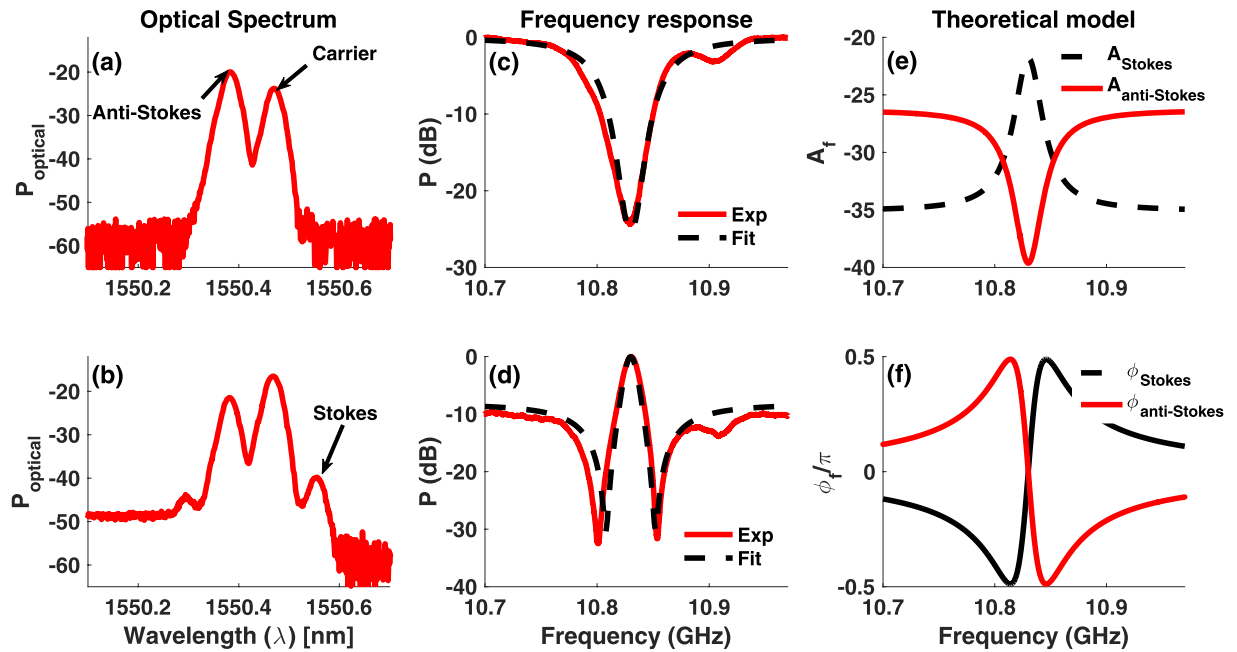 Optical Spectrum
Frequency response
Theoretical model
(a)
Carrier
Anti-Stokes
P_optical
-20
-30
-40
-50
-60
1550.2
1550.4
1550.6
(c)
P (dB)
0
-10
-20
-30
Exp
Fit
10.7
10.8
10.9
(e)
A_Stokes
A_anti-Stokes
A_f
-20
-25
-30
-35
-40
10.7
10.8
10.9
(b)
Stokes
P_optical
-20
-30
-40
-50
-60
1550.2
1550.4
1550.6
Wavelength (λ) [nm]
(d)
P (dB)
0
-10
-20
-30
-40
Exp
Fit
10.7
10.8
10.9
Frequency (GHz)
(f)
ϕ_Stokes
ϕ_anti-Stokes
ϕ_f/π
0.5
0
-0.5
10.7
10.8
10.9
Frequency (GHz)